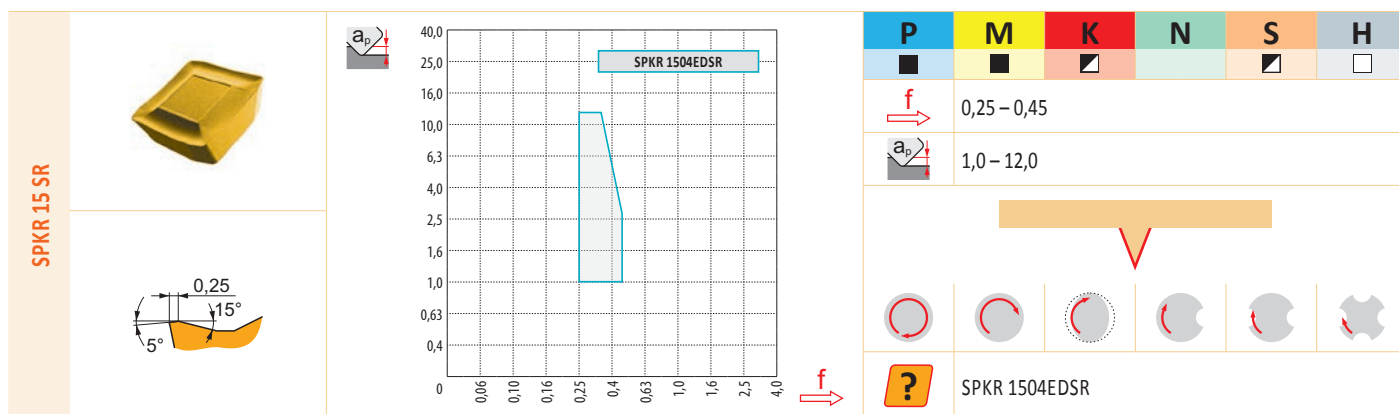 SPKR 15 SR
0,25
15°
5°
ap
40,0
25,0
16,0
10,0
6,3
4,0
2,5
1,6
1,0
0,63
0,4
0
SPKR 1504EDSR
0,06 0,10 0,16 0,25 0,4 0,63 1,0 1,6 2,5 4,0
f
P M K N S H
f 0,25 – 0,45
ap 1,0 – 12,0
? SPKR 1504EDSR